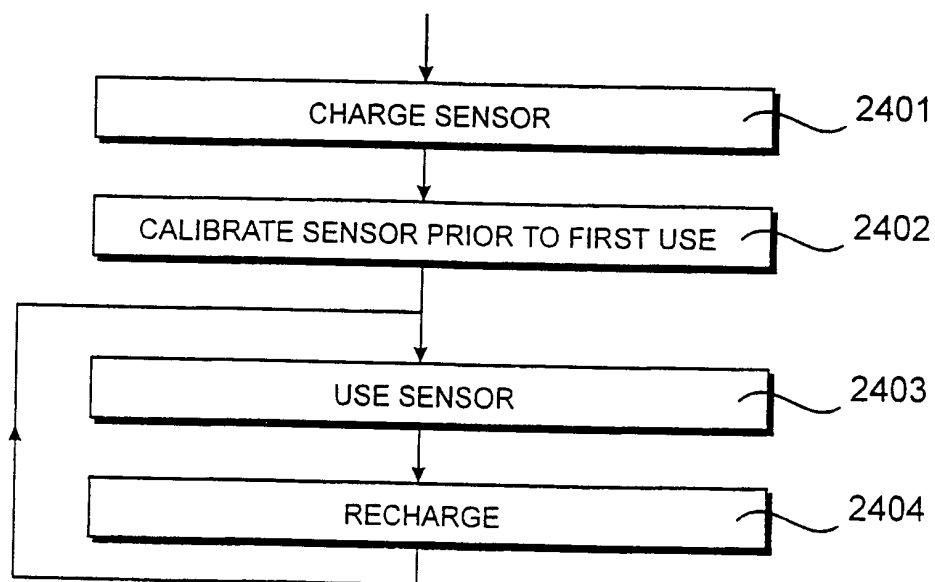 CHARGE SENSOR 2401
CALIBRATE SENSOR PRIOR TO FIRST USE 2402
USE SENSOR 2403
RECHARGE 2404